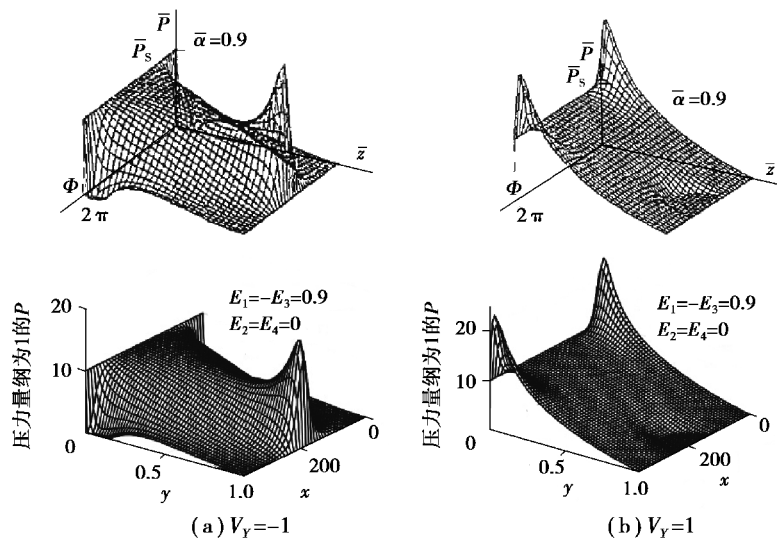 P̅
P̅s
α̅=0.9
z̅
Φ
2π
P̅
P̅s
α̅=0.9
z̅
Φ
2π
压力量纲为1的P
20
10
0
E₁=-E₃=0.9
E₂=E₄=0
0.5
1.0
y
200
0
x
(a) V_Y=-1
压力量纲为1的P
20
10
0
E₁=-E₃=0.9
E₂=E₄=0
0.5
1.0
y
200
0
x
(b) V_Y=1